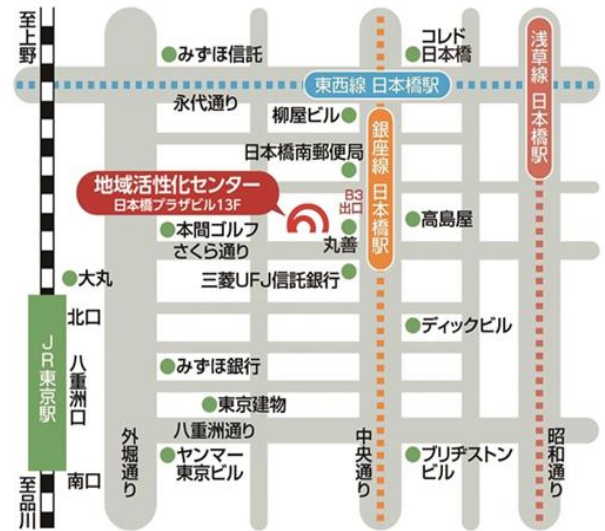 至上野
みずほ信託
コレド
日本橋
浅草線 日本橋駅
東西線 日本橋駅
永代通り
柳屋ビル
銀座線 日本橋駅
日本橋南郵便局
地域活性化センター
日本橋プラザビル13F
B3
出口
本間ゴルフ
さくら通り
丸善
高島屋
大丸
三菱UFJ信託銀行
北口
ディックビル
JR東京駅
八重洲口
みずほ銀行
東京建物
八重洲通り
外堀通り
中央通り
昭和通り
ヤンマー
東京ビル
ブリヂストン
ビル
南口
至品川